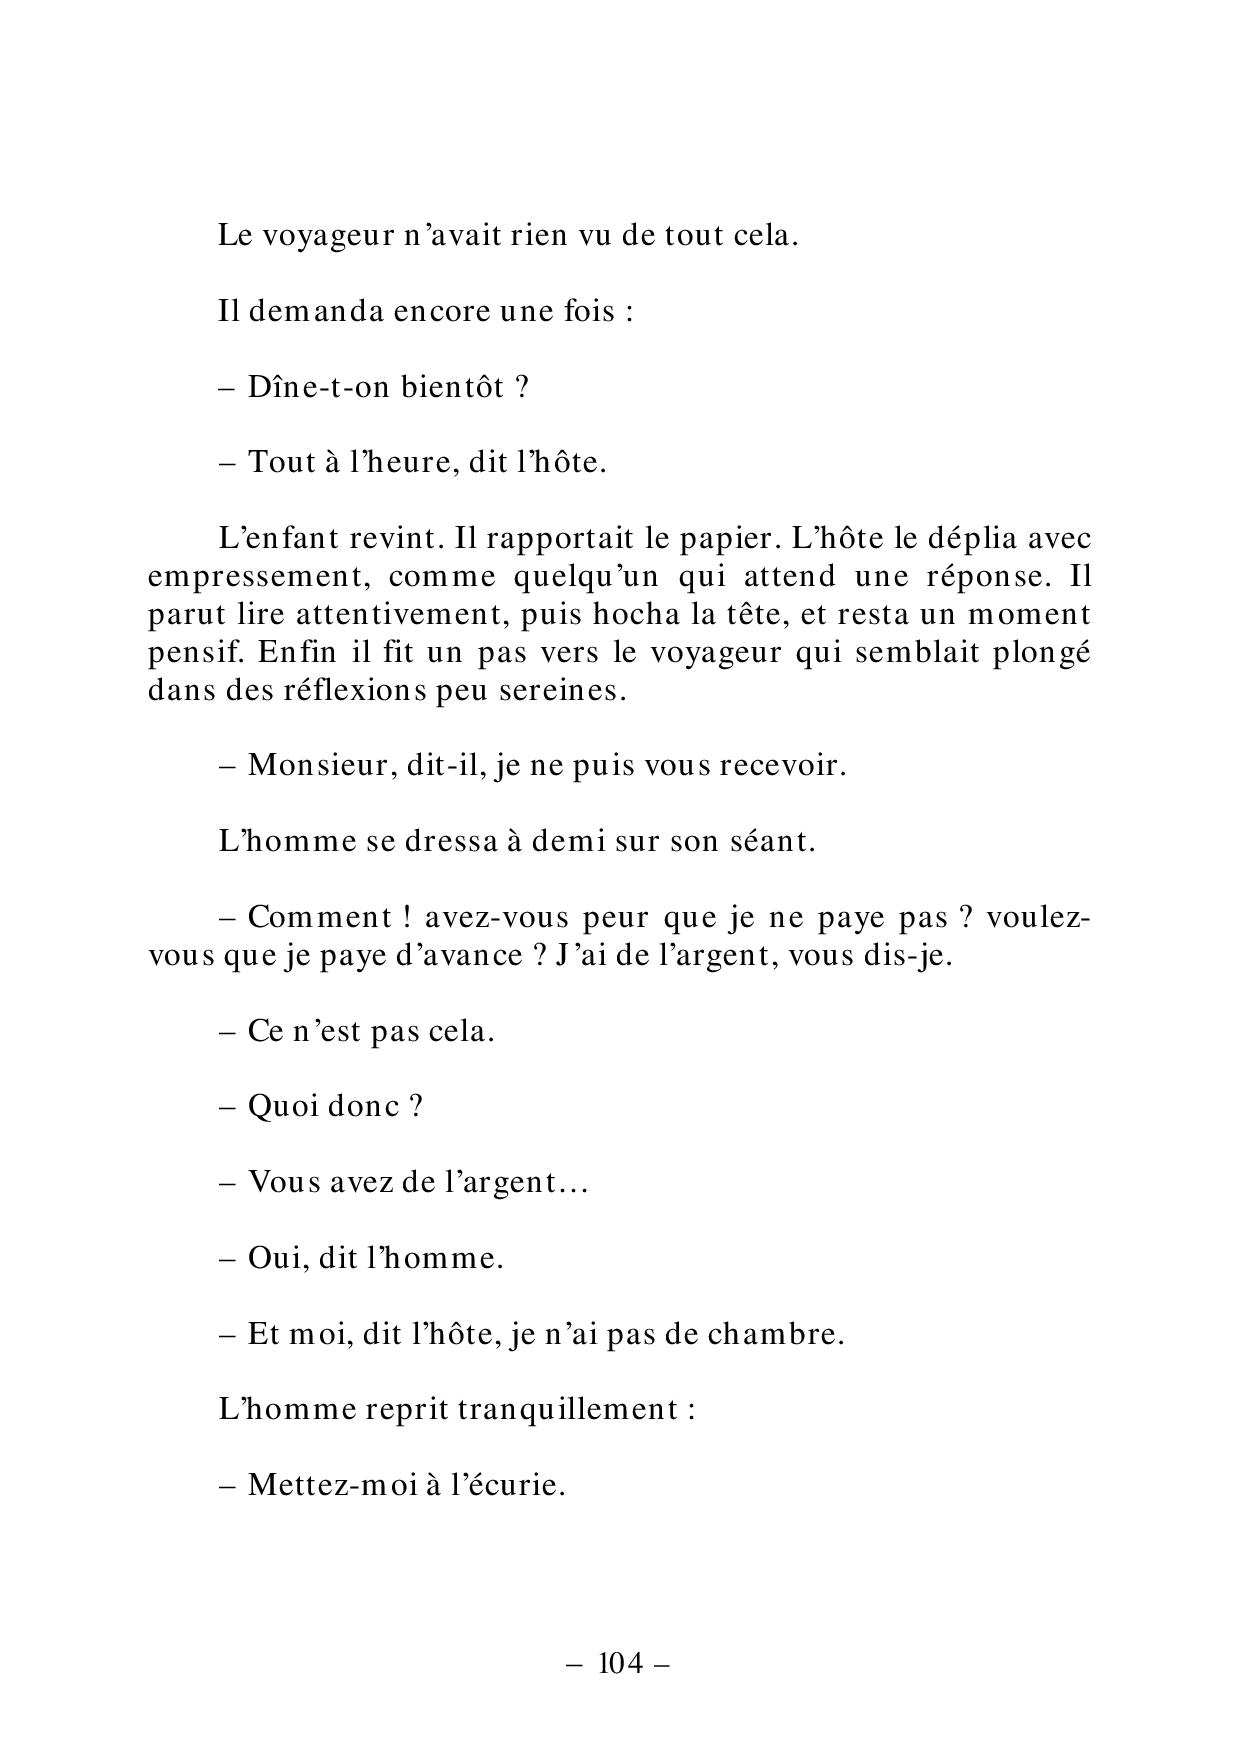 Le voyageur n’avait rien vu de tout cela.
Il demanda encore une fois :
– Dîne-t-on bientôt ?
– Tout à l’heure, dit l’hôte.
L’enfant revint. Il rapportait le papier. L’hôte le déplia avec
empressement, comme quelqu’un qui attend une réponse. Il
parut lire attentivement, puis hocha la tête, et resta un moment
pensif. Enfin il fit un pas vers le voyageur qui semblait plongé
dans des réflexions peu sereines.
– Monsieur, dit-il, je ne puis vous recevoir.
L’homme se dressa à demi sur son séant.
– Comment ! avez-vous peur que je ne paye pas ? voulez-
vous que je paye d’avance ? J’ai de l’argent, vous dis-je.
– Ce n’est pas cela.
– Quoi donc ?
– Vous avez de l’argent…
– Oui, dit l’homme.
– Et moi, dit l’hôte, je n’ai pas de chambre.
L’homme reprit tranquillement :
– Mettez-moi à l’écurie.
– 104 –